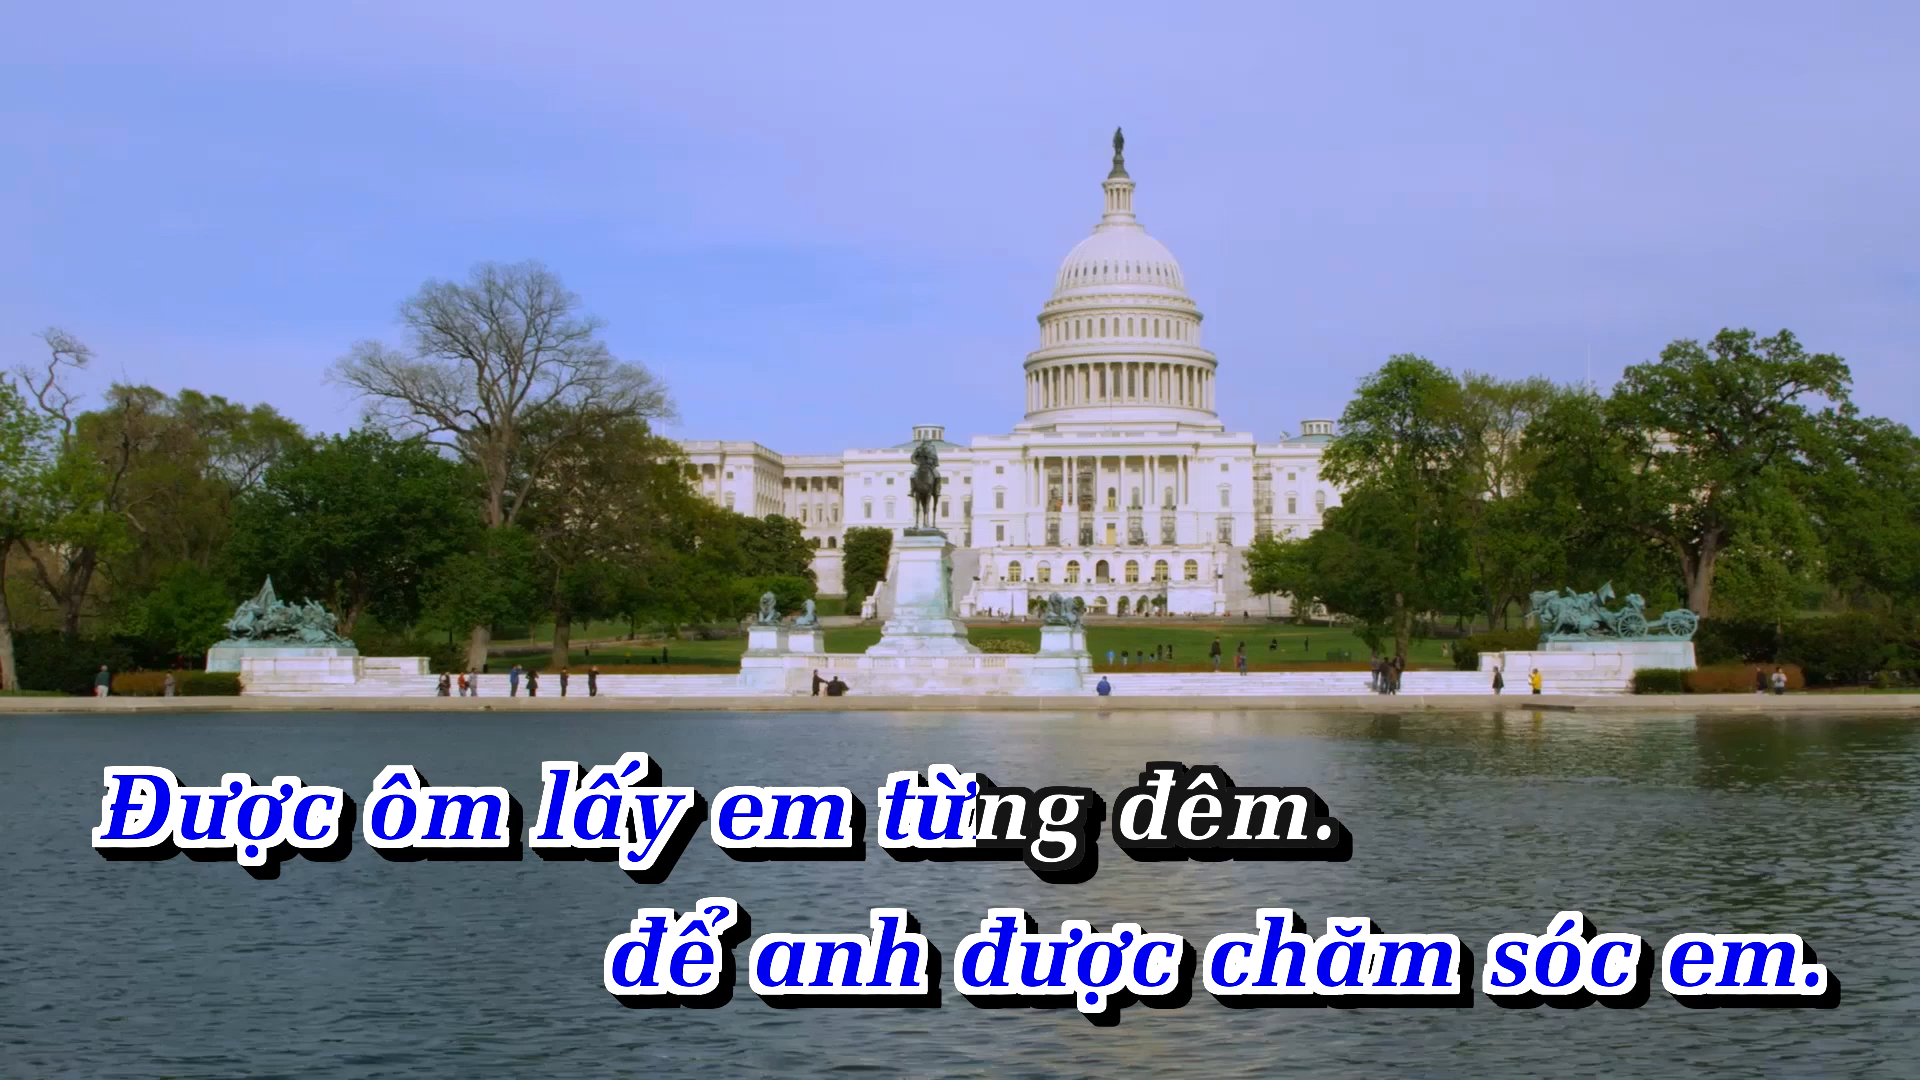 Được ôm lấy em từng đêm.
để anh được chăm sóc em.